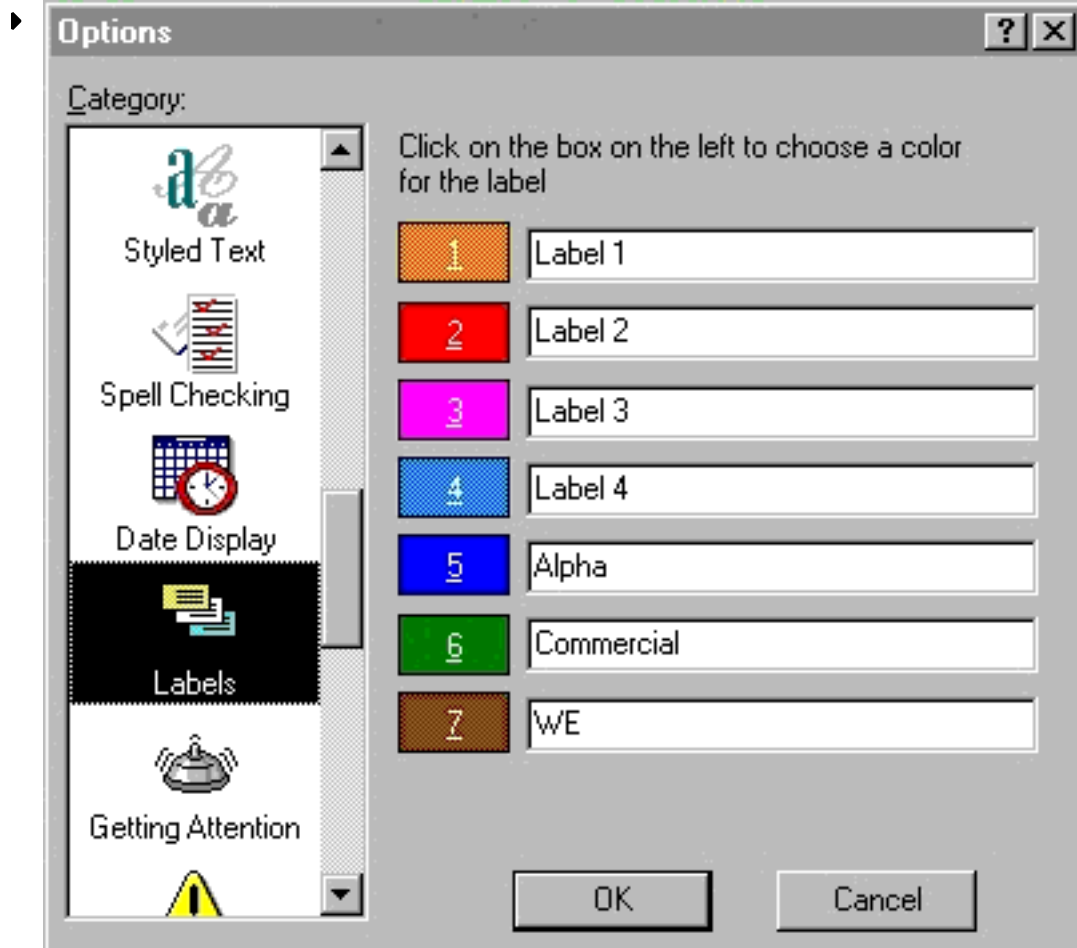 Options
Category:
Styled Text
Spell Checking
Date Display
Labels
Getting Attention
Click on the box on the left to choose a color
for the label
1 Label 1
2 Label 2
3 Label 3
4 Label 4
5 Alpha
6 Commercial
7 WE
OK Cancel